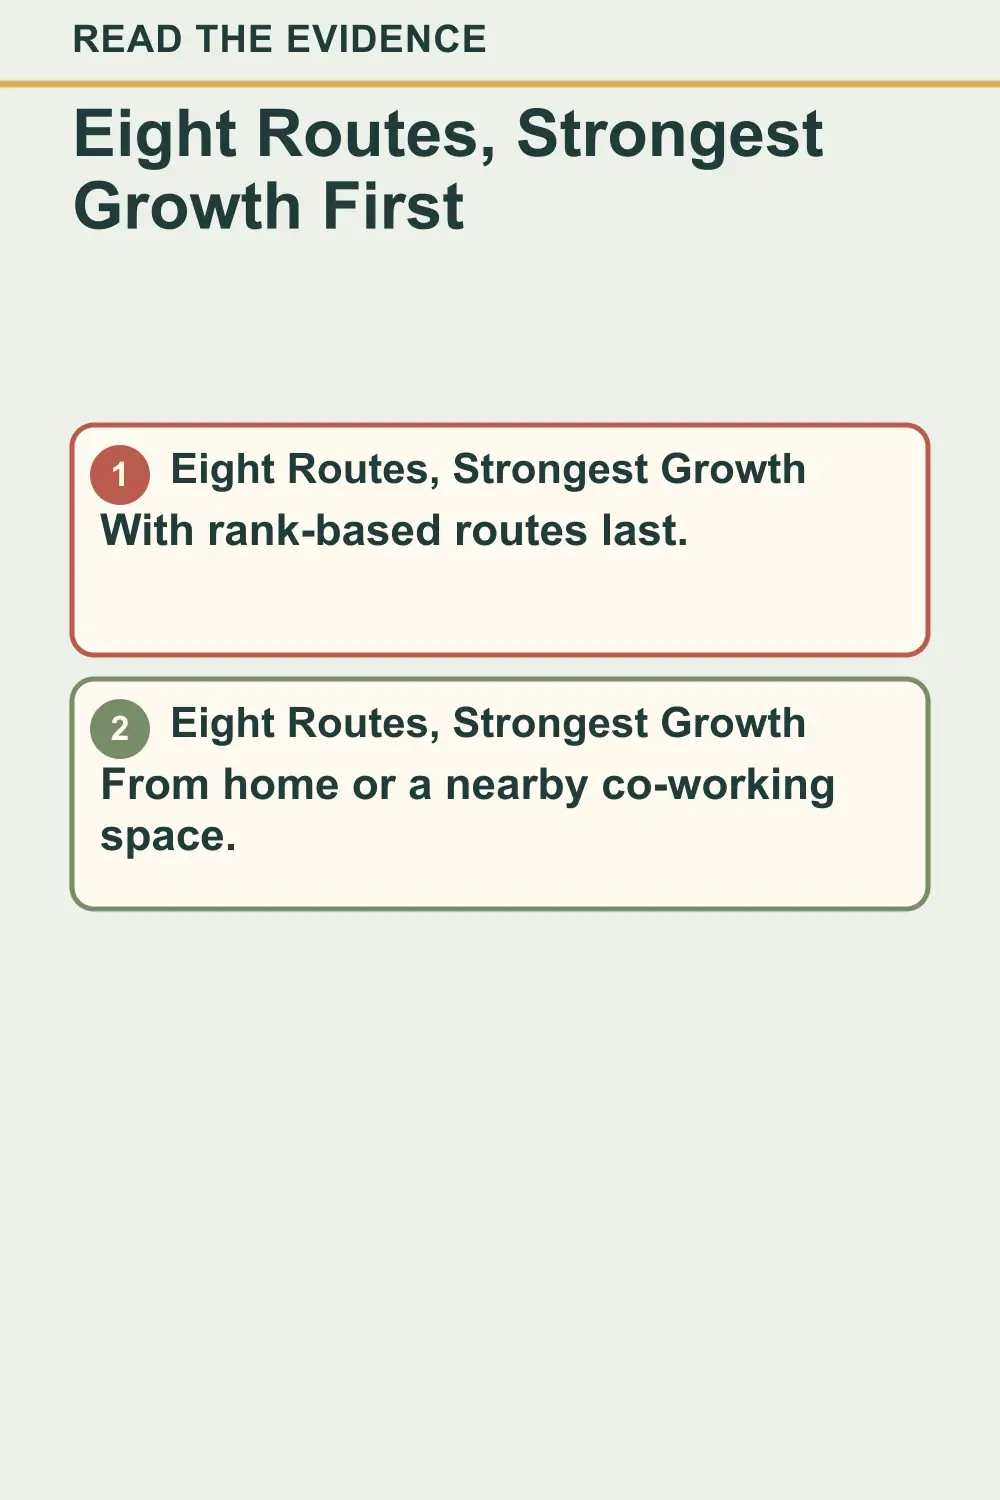 READ THE EVIDENCE
Eight Routes, Strongest
Growth First
1 Eight Routes, Strongest Growth
With rank-based routes last.
2 Eight Routes, Strongest Growth
From home or a nearby co-working
space.